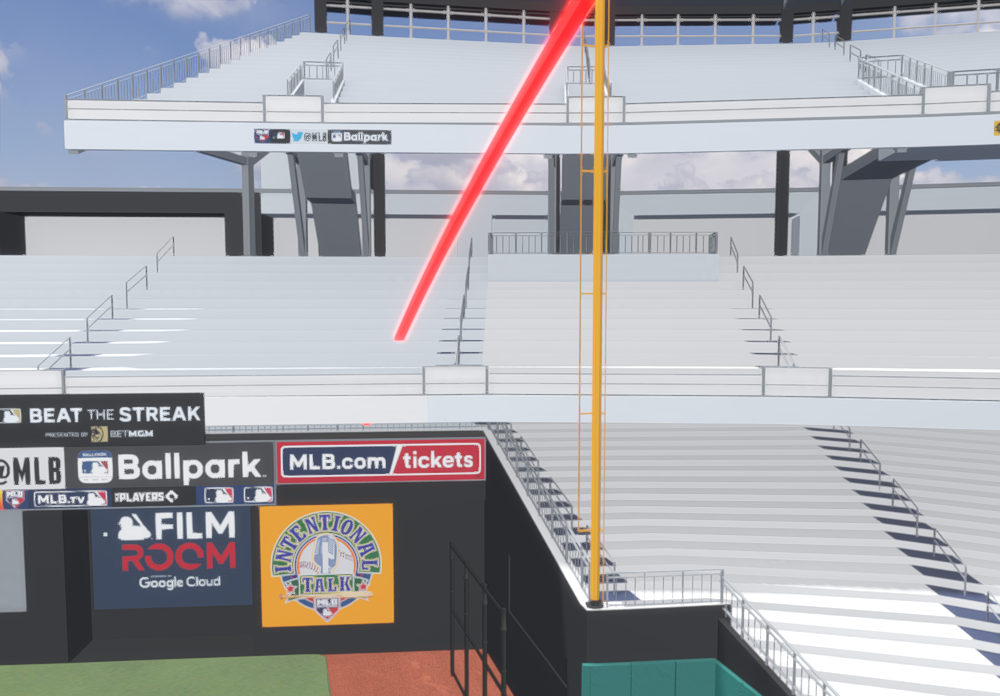 @MLB Ballpark
BEAT THE STREAK
PRESENTED BY BETMGM
@MLB Ballpark
MLB.com/tickets
MLB.TV PLAYERS
FILM
ROOM
Google Cloud
INTENTIONAL
TALK
MLB